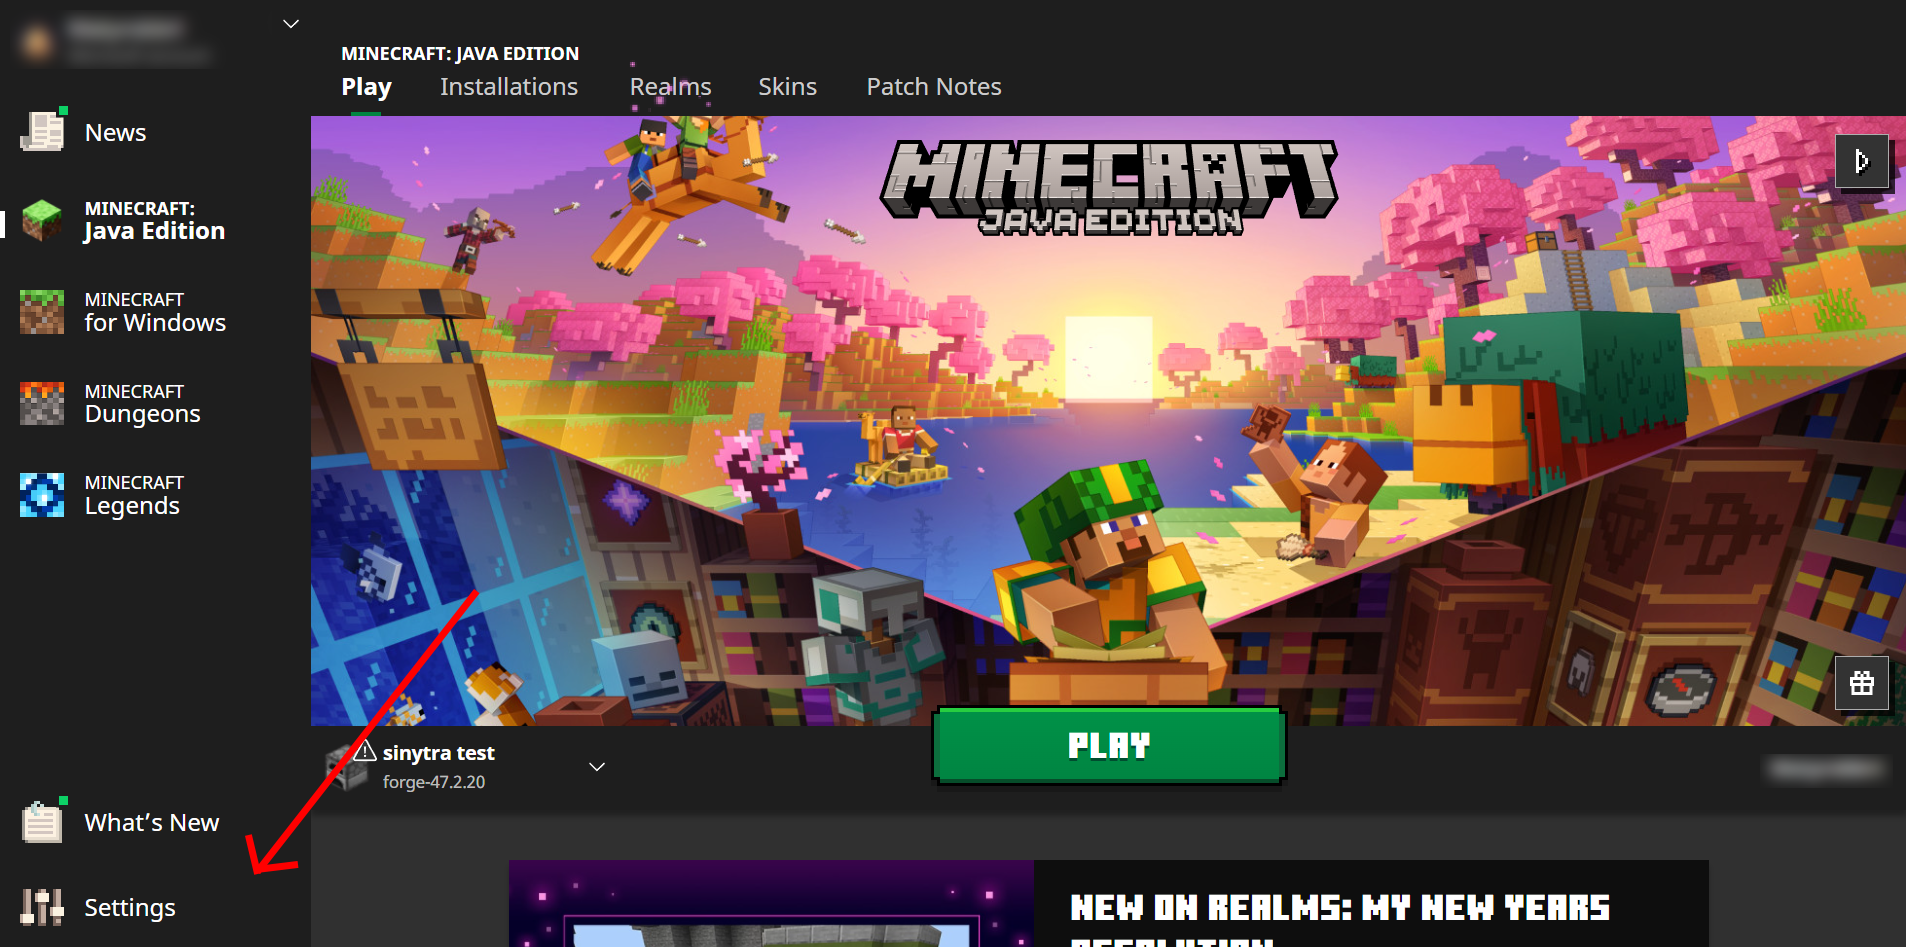 News
MINECRAFT:
Java Edition
MINECRAFT
for Windows
MINECRAFT
Dungeons
MINECRAFT
Legends
What's New
Settings
MINECRAFT: JAVA EDITION
Play
Installations
Realms
Skins
Patch Notes
MINECRAFT
JAVA EDITION
sinytra test
forge-47.2.20
PLAY
NEW ON REALMS: MY NEW YEARS
RESOLUTION